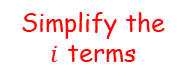 Simplify the
i terms